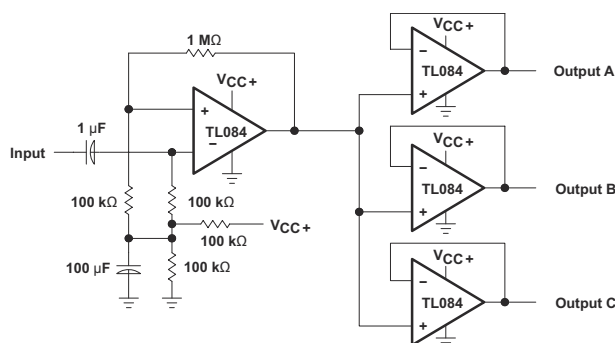 1 MΩ
VCC+
+
TL084
−
1 µF
Input
100 kΩ
100 kΩ
100 kΩ
VCC+
100 µF
100 kΩ
−
VCC+
TL084
+
Output A
−
VCC+
TL084
+
Output B
−
VCC+
TL084
+
Output C